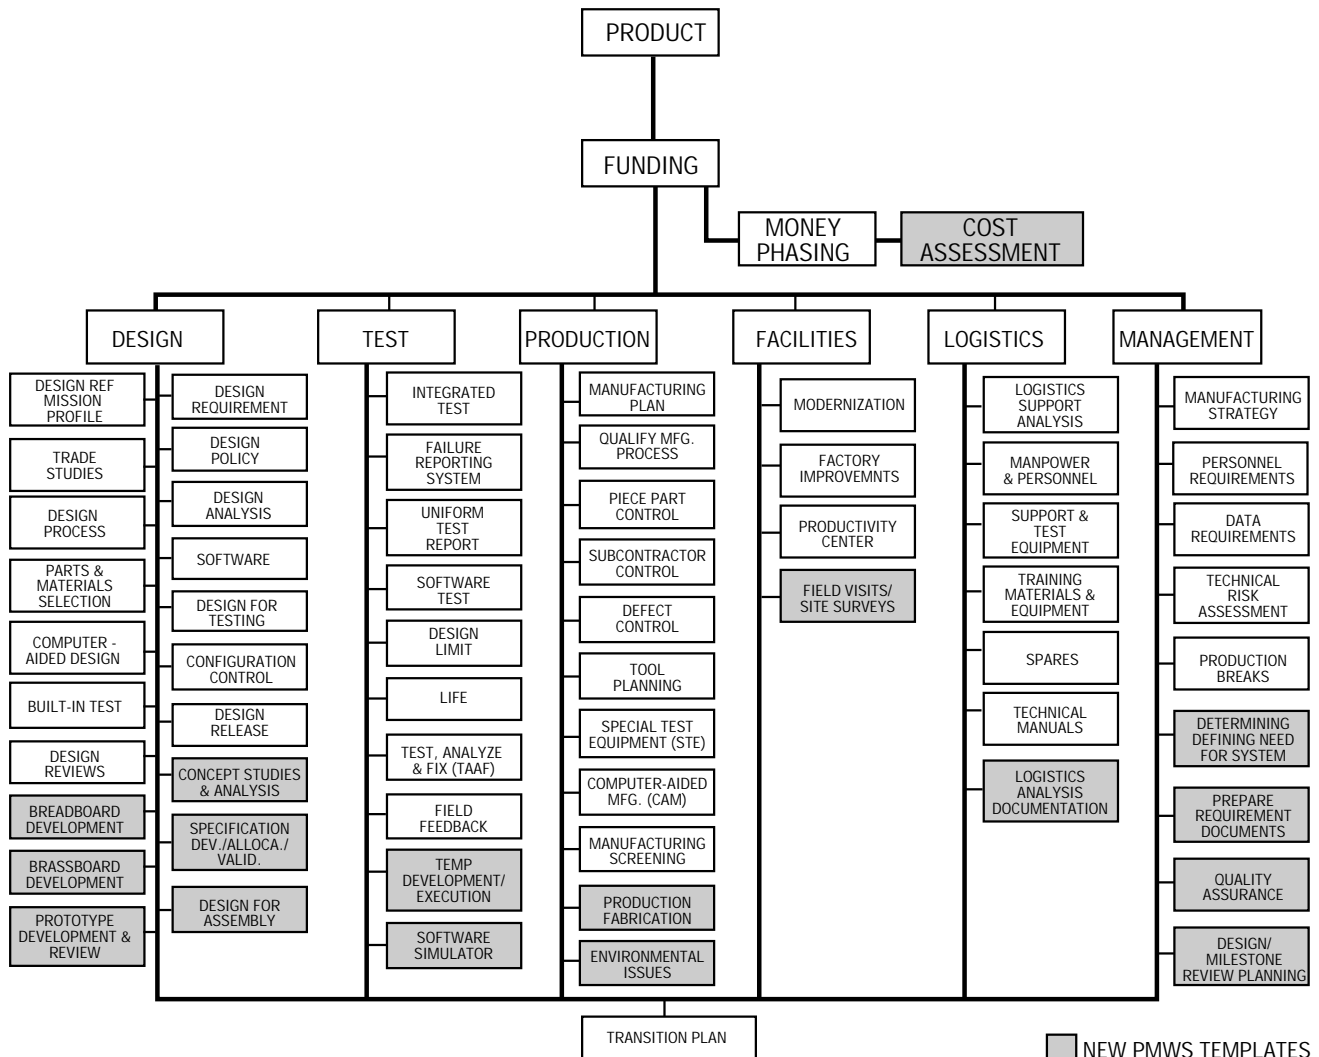 PRODUCT
FUNDING
MONEY
PHASING
COST
ASSESSMENT
DESIGN
TEST
PRODUCTION
FACILITIES
LOGISTICS
MANAGEMENT
DESIGN REF
MISSION
PROFILE
TRADE
STUDIES
DESIGN
PROCESS
PARTS &
MATERIALS
SELECTION
COMPUTER -
AIDED DESIGN
BUILT-IN TEST
DESIGN
REVIEWS
BREADBOARD
DEVELOPMENT
BRASSBOARD
DEVELOPMENT
PROTOTYPE
DEVELOPMENT &
REVIEW
DESIGN
REQUIREMENT
DESIGN
POLICY
DESIGN
ANALYSIS
SOFTWARE
DESIGN FOR
TESTING
CONFIGURATION
CONTROL
DESIGN
RELEASE
CONCEPT STUDIES
& ANALYSIS
SPECIFICATION
DEV./ALLOCA./
VALID.
DESIGN FOR
ASSEMBLY
INTEGRATED
TEST
FAILURE
REPORTING
SYSTEM
UNIFORM
TEST
REPORT
SOFTWARE
TEST
DESIGN
LIMIT
LIFE
TEST, ANALYZE
& FIX (TAAF)
FIELD
FEEDBACK
TEMP
DEVELOPMENT/
EXECUTION
SOFTWARE
SIMULATOR
MANUFACTURING
PLAN
QUALIFY MFG.
PROCESS
PIECE PART
CONTROL
SUBCONTRACTOR
CONTROL
DEFECT
CONTROL
TOOL
PLANNING
SPECIAL TEST
EQUIPMENT (STE)
COMPUTER-AIDED
MFG. (CAM)
MANUFACTURING
SCREENING
PRODUCTION
FABRICATION
ENVIRONMENTAL
ISSUES
MODERNIZATION
FACTORY
IMPROVEMNTS
PRODUCTIVITY
CENTER
FIELD VISITS/
SITE SURVEYS
LOGISTICS
SUPPORT
ANALYSIS
MANPOWER
& PERSONNEL
SUPPORT &
TEST
EQUIPMENT
TRAINING
MATERIALS &
EQUIPMENT
SPARES
TECHNICAL
MANUALS
LOGISTICS
ANALYSIS
DOCUMENTATION
MANUFACTURING
STRATEGY
PERSONNEL
REQUIREMENTS
DATA
REQUIREMENTS
TECHNICAL
RISK
ASSESSMENT
PRODUCTION
BREAKS
DETERMINING
DEFINING NEED
FOR SYSTEM
PREPARE
REQUIREMENT
DOCUMENTS
QUALITY
ASSURANCE
DESIGN/
MILESTONE
REVIEW PLANNING
TRANSITION PLAN
NEW PMWS TEMPLATES